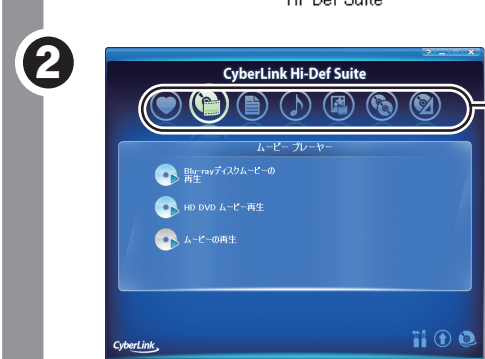 Hi-Def Suite
2
CyberLink Hi-Def Suite
ムービー プレーヤー
Blu-rayディスクムービーの
再生
HD DVD ムービー再生
ムービーの再生
CyberLink